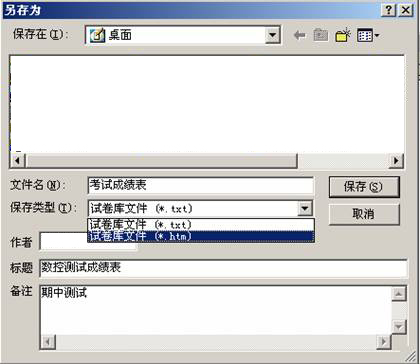 另存为
保存在(I): 桌面
文件名(N): 考试成绩表 保存(S)
保存类型(T): 试卷库文件 (*.txt) 取消
试卷库文件 (*.txt)
试卷库文件 (*.htm)
作者
标题 数控测试成绩表
备注 期中测试